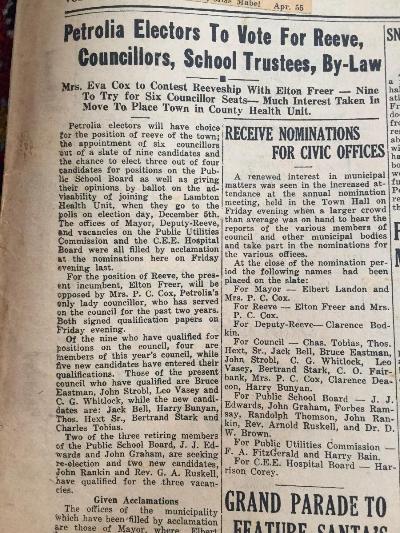 Mabel Apr. 55
Petrolia Electors To Vote For Reeve,
Councillors, School Trustees, By-Law
Mrs. Eva Cox to Contest Reeveship With Elton Freer — Nine
To Try for Six Councillor Seats— Much Interest Taken In
Move To Place Town in County Health Unit.
Petrolia electors will have choice
for the position of reeve of the town;
the appointment of six councillors
out of a slate of nine candidates and
the chance to elect three out of four
candidates for positions on the Pub-
lic School Board as well as giving
their opinions by ballot on the ad-
visability of joining the Lambton
Health Unit, when they go to the
polls on election day, December 5th.
The offices of Mayor, Deputy-Reeve,
and vacancies on the Public Utilities
Commission and the C.E.E. Hospital
Board were all filled by acclamation
at the nominations here on Friday
evening last.
For the position of Reeve, the pres-
ent incumbent, Elton Freer, will be
opposed by Mrs. P. C. Cox, Petrolia's
only lady councillor, who has served
on the council for the past two years.
Both signed qualification papers on
Friday evening.
Of the nine who have qualified for
positions on the council, four are
members of this year's council, while
five new candidates have entered their
qualifications. Those of the present
council who have qualified are Bruce
Eastman, John Strobl, Leo Vasey and
C. G. Whitlock, while the new candi-
dates are: Jack Bell, Harry Bunyan,
Thos. Hext Sr., Bertrand Stark and
Charles Tobias.
Two of the three retiring members
of the Public School Board, J. J. Ed-
wards and John Graham, are seeking
re-election and two new candidates,
John Rankin and Rev. G. A. Ruskell,
have qualified for the three vacan-
cies.
Given Acclamations
The offices of the municipality
which have been filled by acclamation
are those of Mayor, where Elbert
RECEIVE NOMINATIONS
FOR CIVIC OFFICES
A renewed interest in municipal
matters was seen in the increased at-
tendance at the annual nomination
meeting, held in the Town Hall on
Friday evening when a larger crowd
than average was on hand to bear the
reports of the various members of
council and other municipal bodies
and take part in the nominations for
the various offices.
At the close of the nomination per-
iod the following names had been
placed on the slate:
For Mayor — Elbert Landon and
Mrs. P. C. Cox.
For Reeve — Elton Freer and Mrs.
P. C. Cox.
For Deputy-Reeve— Clarence Bod-
kin.
For Council — Chas. Tobias, Thos.
Hext, Sr., Jack Bell, Bruce Eastman,
John Strobl, C. G. Whitlock, Leo
Vasey, Bertrand Stark, C. O. Fair-
bank, Mrs. P. C. Cox, Clarence Dea-
con, Harry Bunyan.
For Public School Board — J. J.
Edwards, John Graham, Forbes Ram-
say, Randolph Thomson, John Ran-
kin, Rev. Arnold Ruskell, and Dr. D.
W. Brown.
For Public Utilities Commission —
F. A. FitzGerald and Harry Bain.
For C.E.E. Hospital Board — Har-
rison Corey.
GRAND PARADE TO
FEATURE SANTA'S